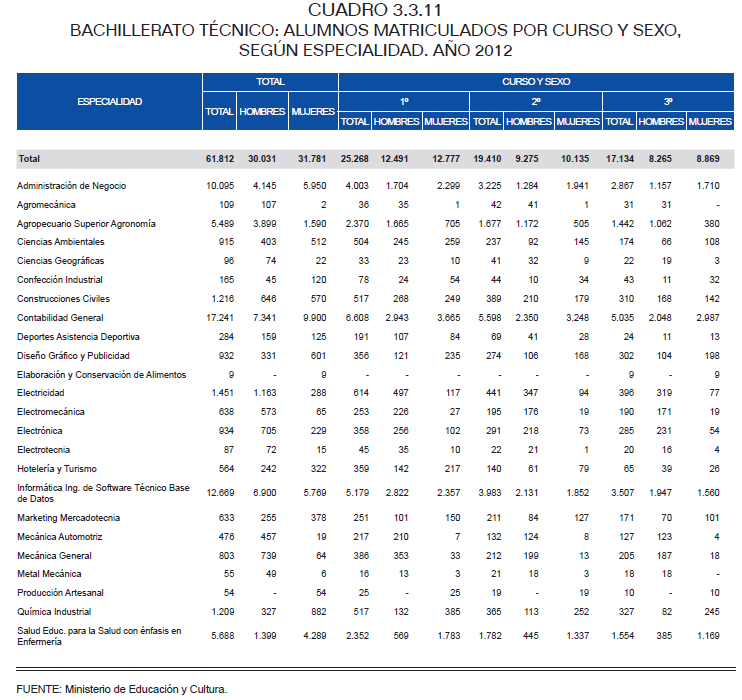 CUADRO 3.3.11
BACHILLERATO TÉCNICO: ALUMNOS MATRICULADOS POR CURSO Y SEXO,
SEGÚN ESPECIALIDAD. AÑO 2012
ESPECIALIDAD TOTAL CURSO Y SEXO
TOTAL HOMBRES MUJERES 1º 2º 3º
TOTAL HOMBRES MUJERES TOTAL HOMBRES MUJERES TOTAL HOMBRES MUJERES
Total 61.812 30.031 31.781 25.268 12.491 12.777 19.410 9.275 10.135 17.134 8.265 8.869
Administración de Negocio 10.095 4.145 5.950 4.003 1.704 2.299 3.225 1.284 1.941 2.867 1.157 1.710
Agromecánica 109 107 2 36 35 1 42 41 1 31 31 -
Agropecuario Superior Agronomía 5.489 3.899 1.590 2.370 1.665 705 1.677 1.172 505 1.442 1.062 380
Ciencias Ambientales 915 403 512 504 245 259 237 92 145 174 66 108
Ciencias Geográficas 96 74 22 33 23 10 41 32 9 22 19 3
Confección Industrial 165 45 120 78 24 54 44 10 34 43 11 32
Construcciones Civiles 1.216 646 570 517 268 249 389 210 179 310 168 142
Contabilidad General 17.241 7.341 9.900 6.608 2.943 3.665 5.598 2.350 3.248 5.035 2.048 2.987
Deportes Asistencia Deportiva 284 159 125 191 107 84 69 41 28 24 11 13
Diseño Gráfico y Publicidad 932 331 601 356 121 235 274 106 168 302 104 198
Elaboración y Conservación de Alimentos 9 - 9 - - - - - - 9 - 9
Electricidad 1.451 1.163 288 614 497 117 441 347 94 396 319 77
Electromecánica 638 573 65 253 226 27 195 176 19 190 171 19
Electrónica 934 705 229 358 256 102 291 218 73 285 231 54
Electrotecnia 87 72 15 45 35 10 22 21 1 20 16 4
Hotelería y Turismo 564 242 322 359 142 217 140 61 79 65 39 26
Informática Ing. de Software Técnico Base
de Datos 12.669 6.900 5.769 5.179 2.822 2.357 3.983 2.131 1.852 3.507 1.947 1.560
Marketing Mercadotecnia 633 255 378 251 101 150 211 84 127 171 70 101
Mecánica Automotriz 476 457 19 217 210 7 132 124 8 127 123 4
Mecánica General 803 739 64 386 353 33 212 199 13 205 187 18
Metal Mecánica 55 49 6 16 13 3 21 18 3 18 18 -
Producción Artesanal 54 - 54 25 - 25 19 - 19 10 - 10
Química Industrial 1.209 327 882 517 132 385 365 113 252 327 82 245
Salud Educ. para la Salud con énfasis en
Enfermería 5.688 1.399 4.289 2.352 569 1.783 1.782 445 1.337 1.554 385 1.169
FUENTE: Ministerio de Educación y Cultura.